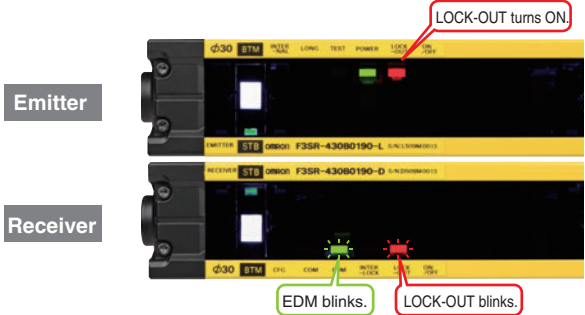 LOCK-OUT turns ON.
Φ30 BTM INTER -NAL LONG TEST POWER LOCK -OUT ON /OFF
Emitter
EMITTER STB OMRON F3SR-430B0190-L
RECEIVER STB OMRON F3SR-430B0190-D
Receiver
Φ30 BTM CFG COM INTER -LOCK ON /OFF
EDM blinks.
LOCK-OUT blinks.